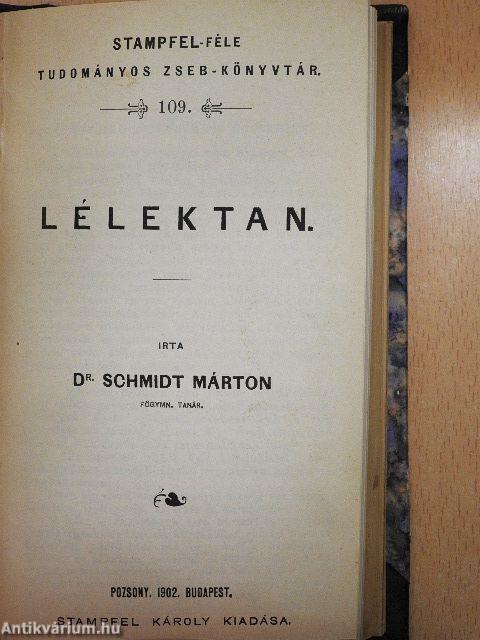 STAMPFEL-FÉLE
TUDOMÁNYOS ZSEB-KÖNYVTÁR.
109.
LÉLEKTAN.
IRTA
DR. SCHMIDT MÁRTON
FŐGYMN. TANÁR.
POZSONY. 1902. BUDAPEST.
STAMPFEL KÁROLY KIADÁSA.
Antikvárium.hu